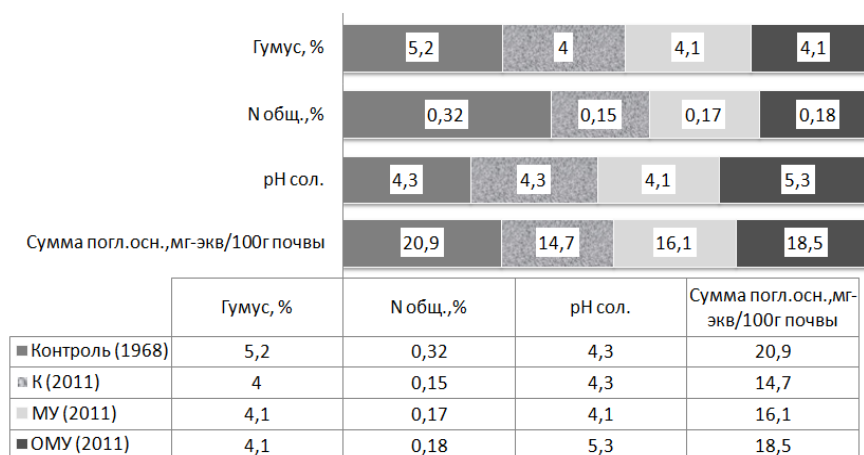 Гумус, % 5,2 4 4,1 4,1
N общ.,% 0,32 0,15 0,17 0,18
pH сол. 4,3 4,3 4,1 5,3
Сумма погл.осн.,мг-экв/100г почвы 20,9 14,7 16,1 18,5
Гумус, % N общ.,% pH сол. Сумма погл.осн.,мг-
экв/100г почвы
Контроль (1968) 5,2 0,32 4,3 20,9
К (2011) 4 0,15 4,3 14,7
МУ (2011) 4,1 0,17 4,1 16,1
ОМУ (2011) 4,1 0,18 5,3 18,5